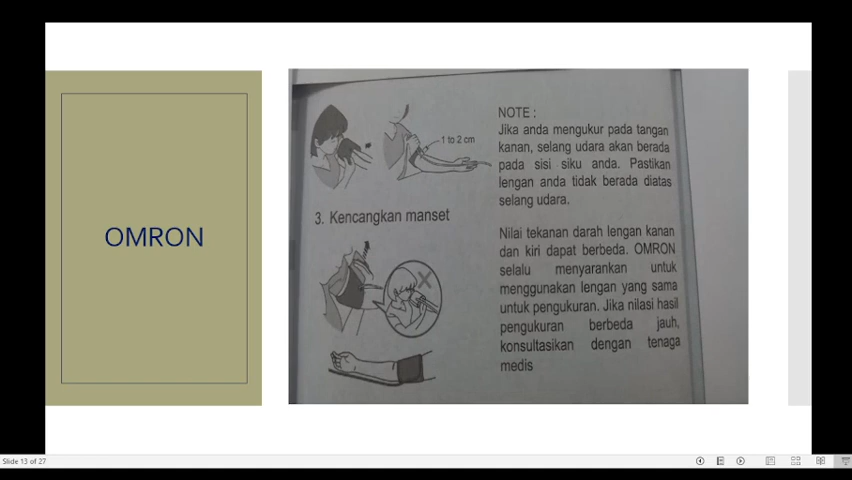 OMRON
1 to 2 cm
3. Kencangkan manset
NOTE :
Jika anda mengukur pada tangan
kanan, selang udara akan berada
pada sisi siku anda. Pastikan
lengan anda tidak berada diatas
selang udara.
Nilai tekanan darah lengan kanan
dan kiri dapat berbeda. OMRON
selalu menyarankan untuk
menggunakan lengan yang sama
untuk pengukuran. Jika nilasi hasil
pengukuran berbeda jauh,
konsultasikan dengan tenaga
medis
Slide 13 of 27